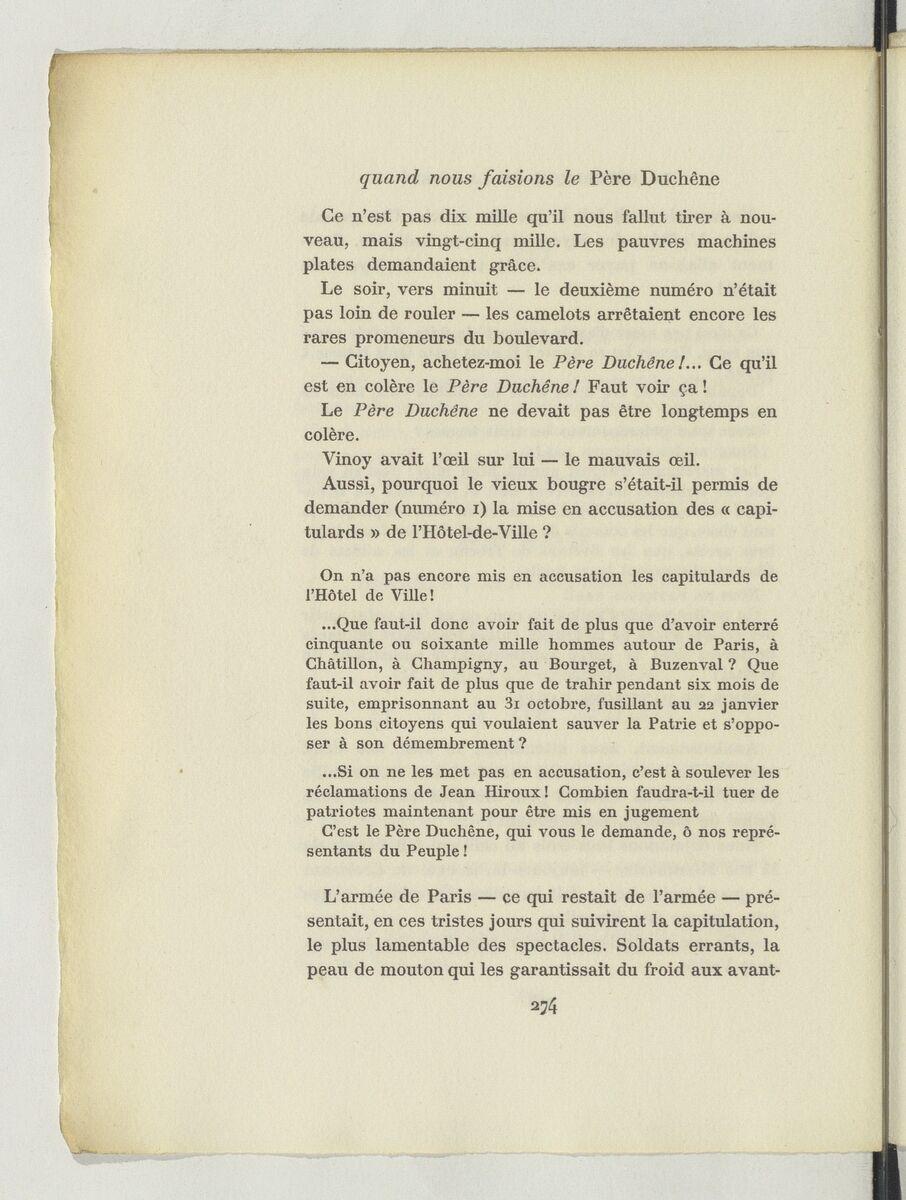 quand nous faisions le Père Duchêne
Ce n'est pas dix mille qu'il nous fallut tirer à nou-
veau, mais vingt-cinq mille. Les pauvres machines
plates demandaient grâce.
Le soir, vers minuit — le deuxième numéro n'était
pas loin de rouler — les camelots arrêtaient encore les
rares promeneurs du boulevard.
— Citoyen, achetez-moi le Père Duchêne!... Ce qu'il
est en colère le Père Duchêne! Faut voir ça!
Le Père Duchêne ne devait pas être longtemps en
colère.
Vinoy avait l'œil sur lui — le mauvais œil.
Aussi, pourquoi le vieux bougre s'était-il permis de
demander (numéro 1) la mise en accusation des « capi-
tulards » de l'Hôtel-de-Ville ?
On n'a pas encore mis en accusation les capitulards de
l'Hôtel de Ville!
...Que faut-il donc avoir fait de plus que d'avoir enterré
cinquante ou soixante mille hommes autour de Paris, à
Châtillon, à Champigny, au Bourget, à Buzenval ? Que
faut-il avoir fait de plus que de trahir pendant six mois de
suite, emprisonnant au 31 octobre, fusillant au 22 janvier
les bons citoyens qui voulaient sauver la Patrie et s'oppo-
ser à son démembrement ?
...Si on ne les met pas en accusation, c'est à soulever les
réclamations de Jean Hiroux! Combien faudra-t-il tuer de
patriotes maintenant pour être mis en jugement
C'est le Père Duchêne, qui vous le demande, ô nos repré-
sentants du Peuple!
L'armée de Paris — ce qui restait de l'armée — pré-
sentait, en ces tristes jours qui suivirent la capitulation,
le plus lamentable des spectacles. Soldats errants, la
peau de mouton qui les garantissait du froid aux avant-
274